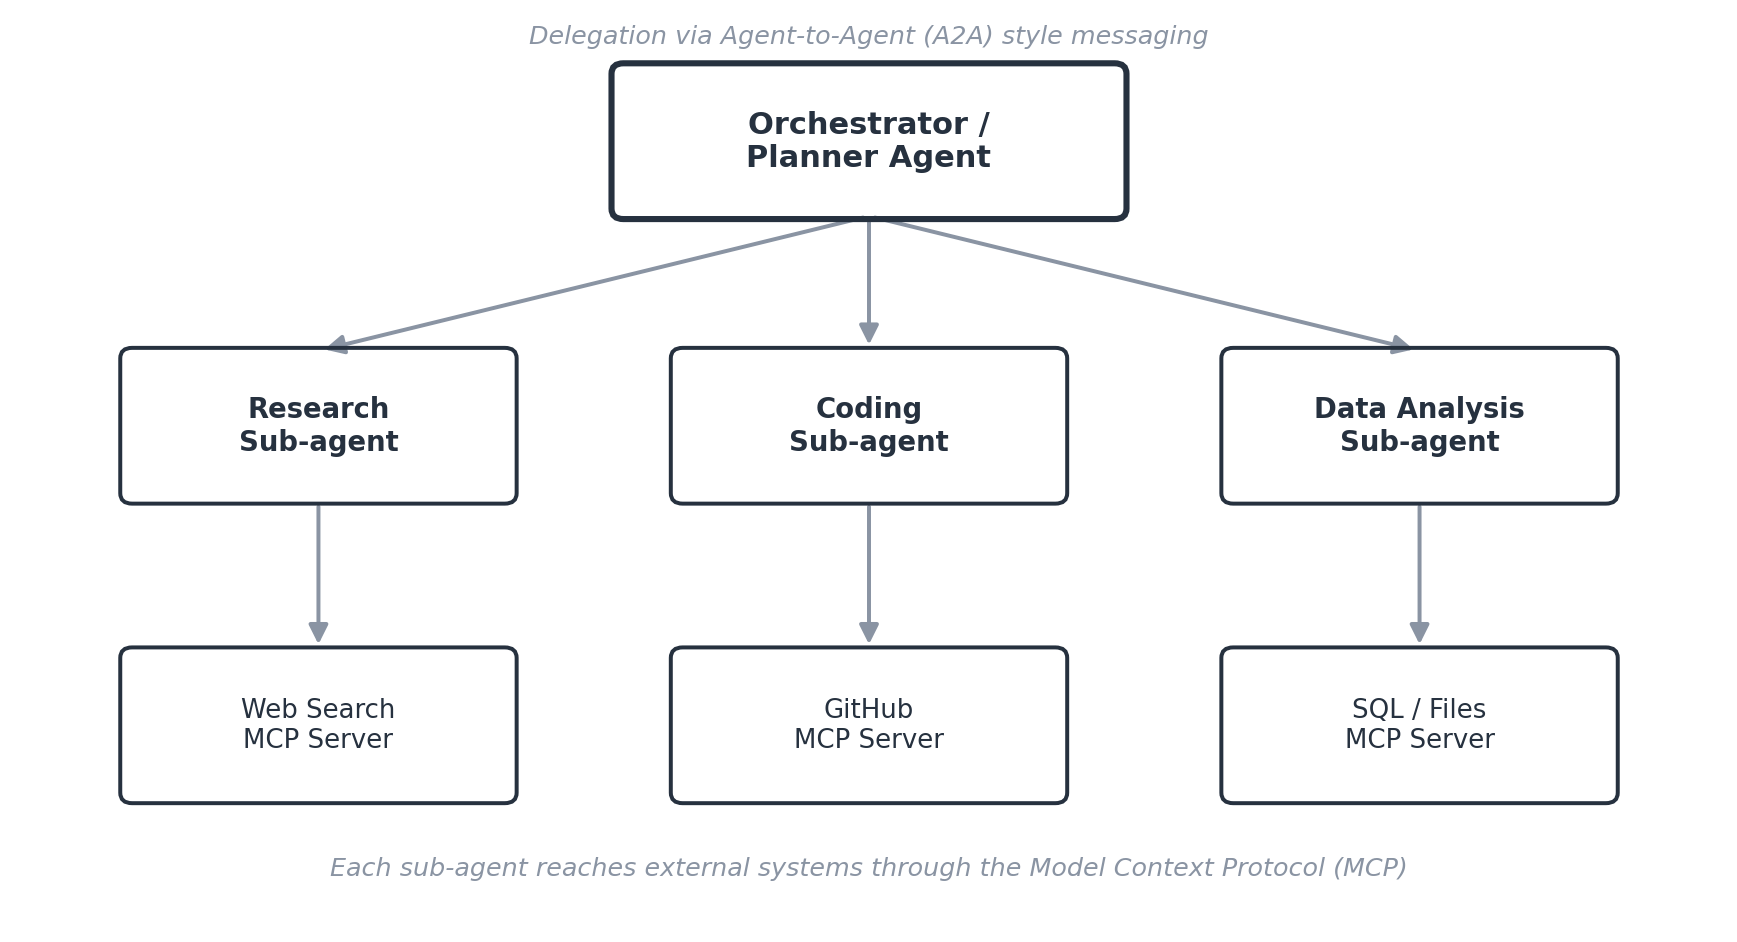 Delegation via Agent-to-Agent (A2A) style messaging
Orchestrator /
Planner Agent
Research
Sub-agent
Coding
Sub-agent
Data Analysis
Sub-agent
Web Search
MCP Server
GitHub
MCP Server
SQL / Files
MCP Server
Each sub-agent reaches external systems through the Model Context Protocol (MCP)